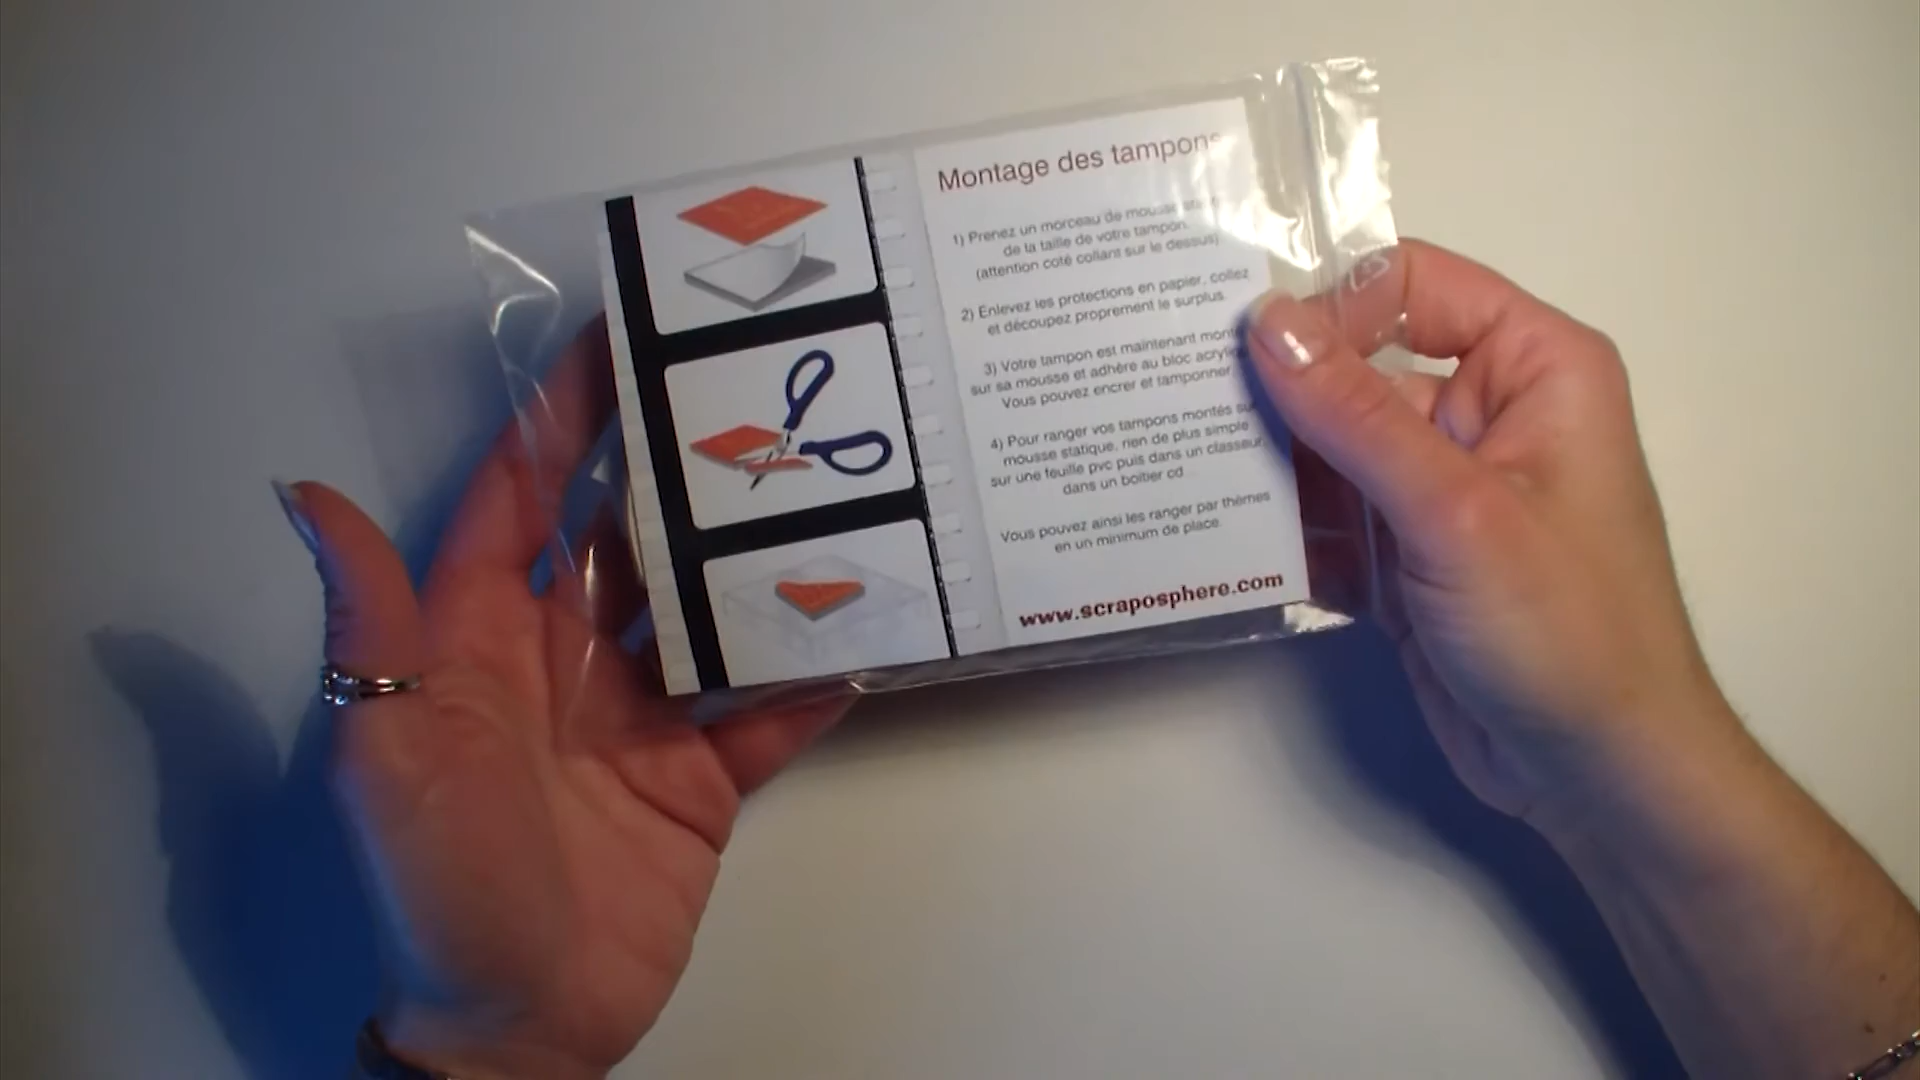 Montage des tampons
1) Prenez un morceau de mousse
de la taille de votre tampon.
(attention coté collant sur le dessus)
2) Enlevez les protections en papier, collez
et découpez proprement le surplus.
3) Votre tampon est maintenant
sur sa mousse et adhère au bloc
Vous pouvez encrer et tamponner.
4) Pour ranger vos tampons montés
mousse statique, rien de plus simple
sur une feuille pvc puis dans un classeur,
dans un boitier cd
Vous pouvez ainsi les ranger par thèmes
en un minimum de place.
www.scraposphere.com